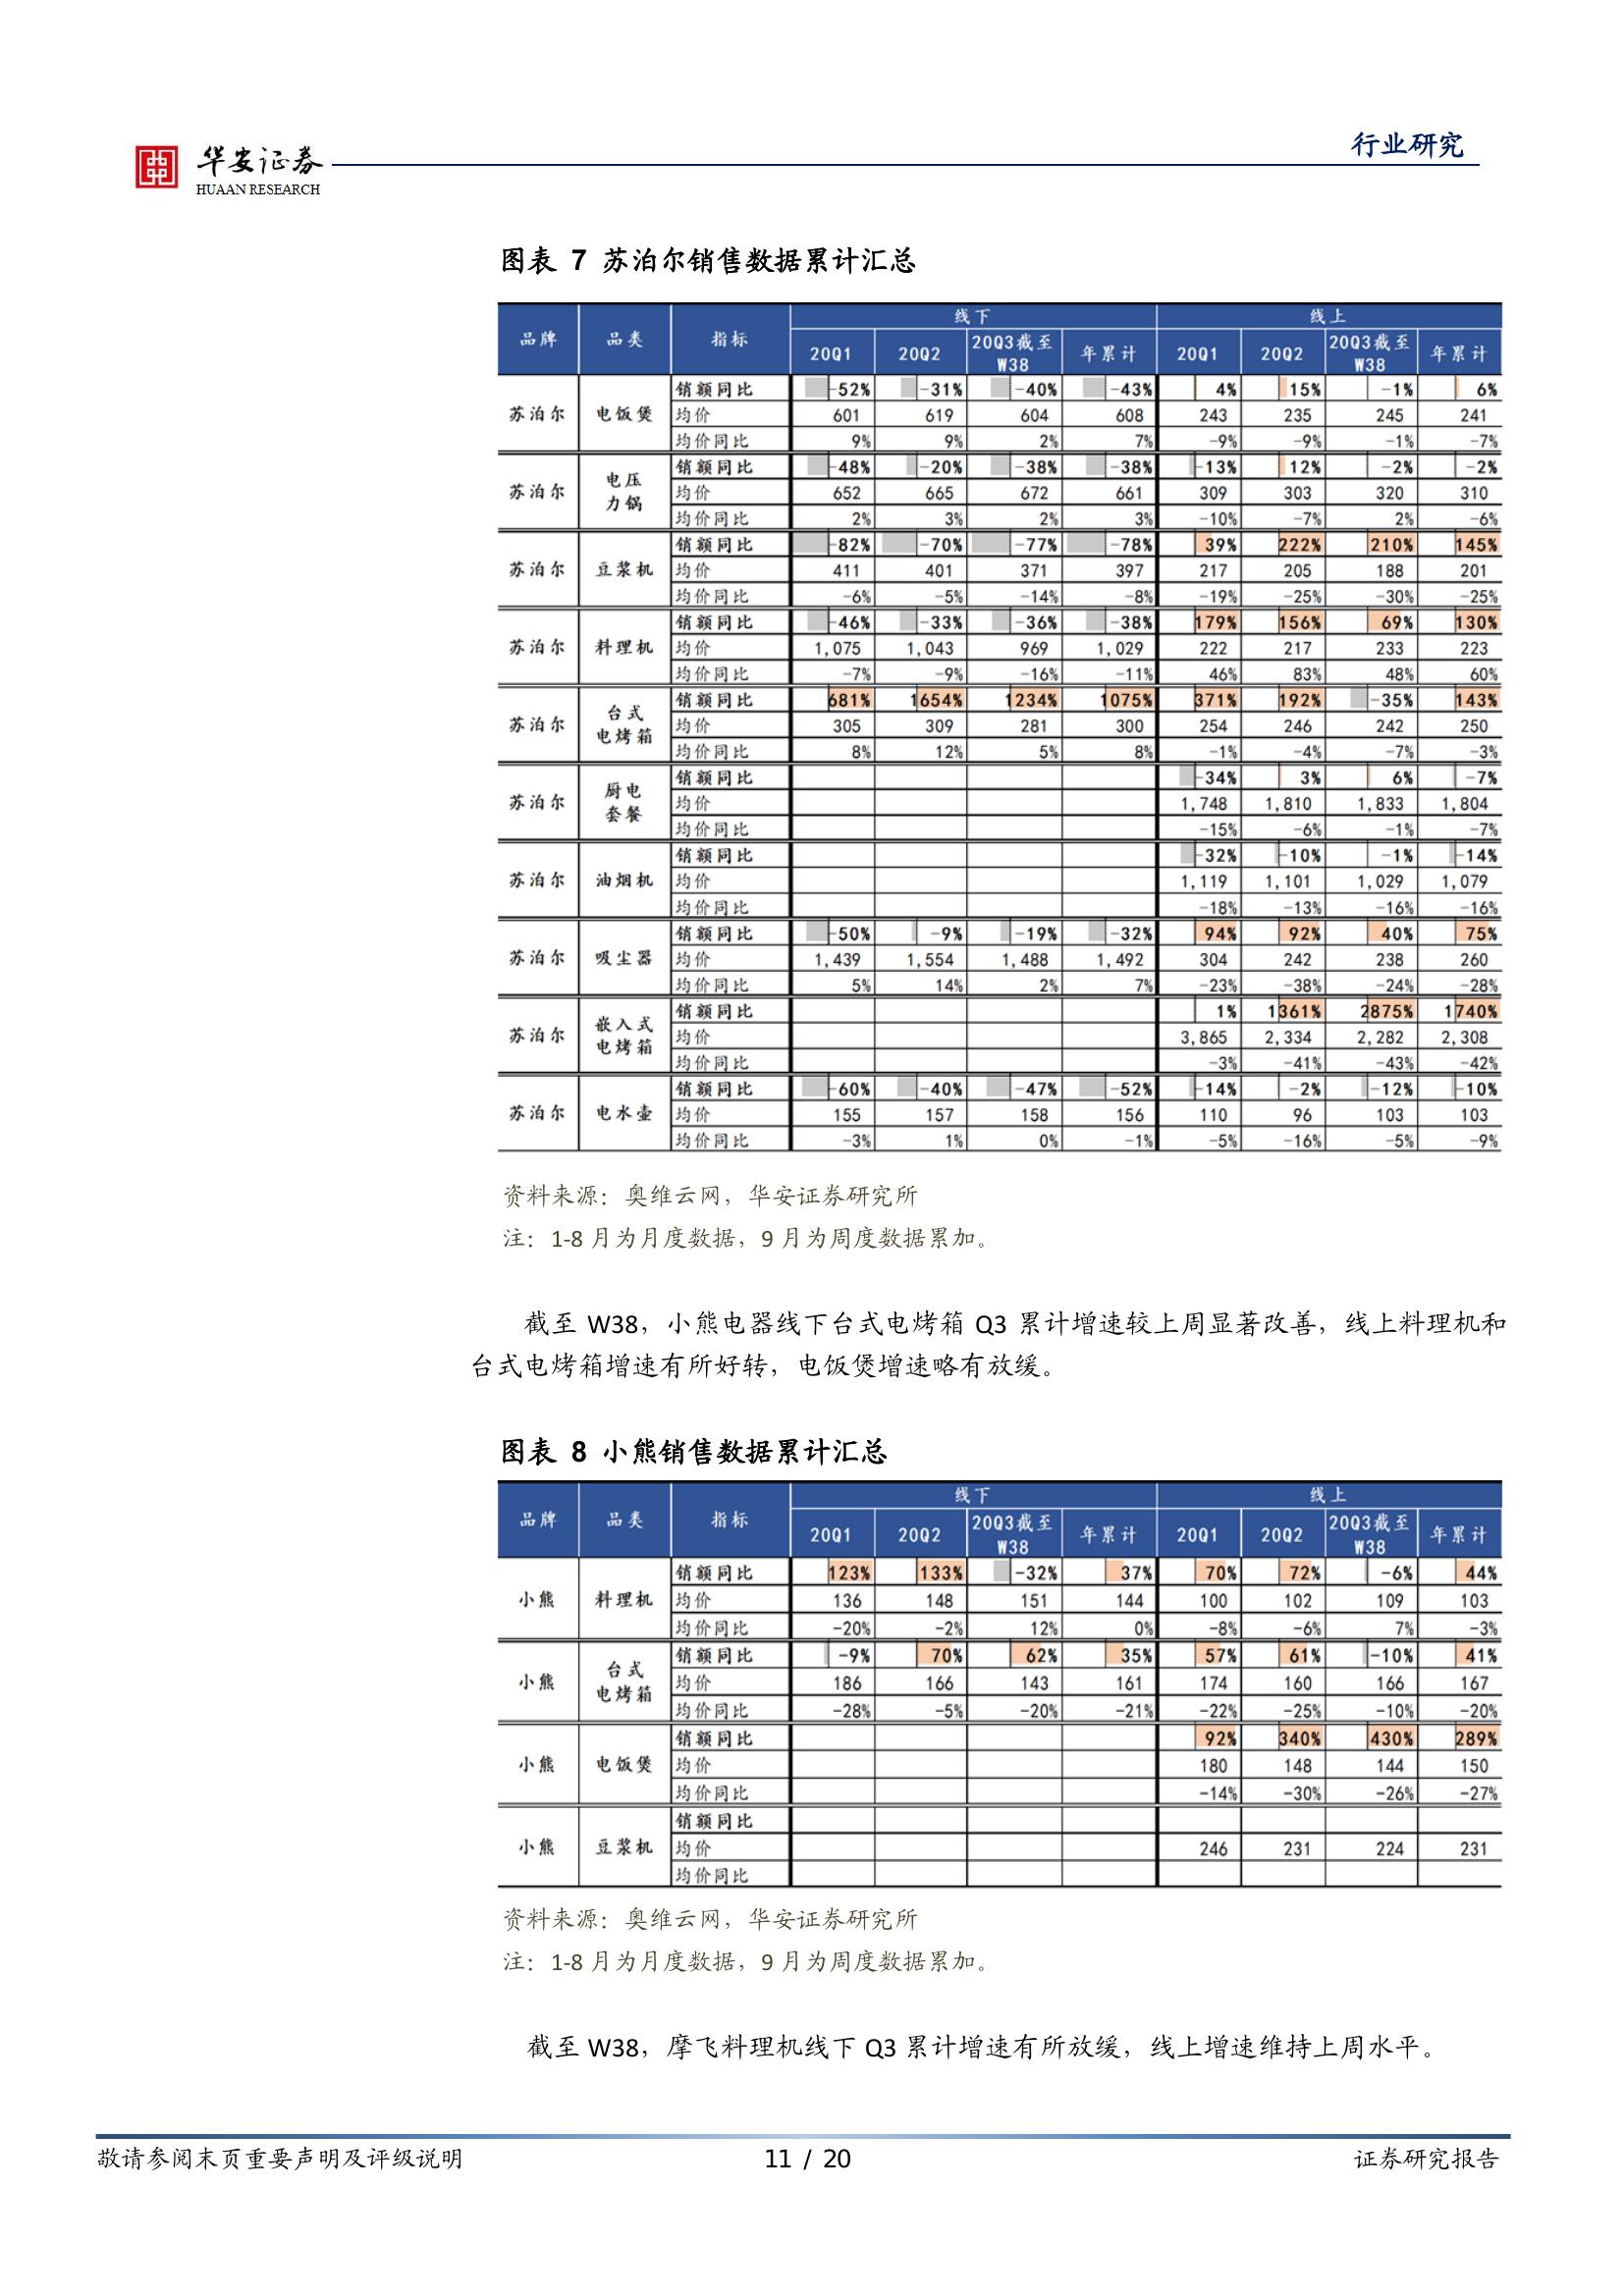 华安证券
HUAAN RESEARCH
行业研究
图表 7 苏泊尔销售数据累计汇总
品牌 品类 指标 线下 线上
20Q1 20Q2 20Q3截至W38 年累计 20Q1 20Q2 20Q3截至W38 年累计
苏泊尔 电饭煲 销额同比 -52% -31% -40% -43% 4% 15% -1% 6%
均价 601 619 604 608 243 235 245 241
均价同比 9% 9% 2% 7% -9% -9% -1% -7%
苏泊尔 电压力锅 销额同比 -48% -20% -38% -38% -13% 12% -2% -2%
均价 652 665 672 661 309 303 320 310
均价同比 2% 3% 2% 3% -10% -7% 2% -6%
苏泊尔 豆浆机 销额同比 -82% -70% -77% -78% 39% 222% 210% 145%
均价 411 401 371 397 217 205 188 201
均价同比 -6% -5% -14% -8% -19% -25% -30% -25%
苏泊尔 料理机 销额同比 -46% -33% -36% -38% 179% 156% 69% 130%
均价 1,075 1,043 969 1,029 222 217 233 223
均价同比 -7% -9% -16% -11% 46% 83% 48% 60%
苏泊尔 台式电烤箱 销额同比 681% 1654% 1234% 1075% 371% 192% -35% 143%
均价 305 309 281 300 254 246 242 250
均价同比 8% 12% 5% 8% -1% -4% -7% -3%
苏泊尔 厨电套餐 销额同比 -34% 3% 6% -7%
均价 1,748 1,810 1,833 1,804
均价同比 -15% -6% -1% -7%
苏泊尔 油烟机 销额同比 -32% -10% -1% -14%
均价 1,119 1,101 1,029 1,079
均价同比 -18% -13% -16% -16%
苏泊尔 吸尘器 销额同比 -50% -9% -19% -32% 94% 92% 40% 75%
均价 1,439 1,554 1,488 1,492 304 242 238 260
均价同比 5% 14% 2% 7% -23% -38% -24% -28%
苏泊尔 嵌入式电烤箱 销额同比 1% 1361% 2875% 1740%
均价 3,865 2,334 2,282 2,308
均价同比 -3% -41% -43% -42%
苏泊尔 电水壶 销额同比 -60% -40% -47% -52% -14% -2% -12% -10%
均价 155 157 158 156 110 96 103 103
均价同比 -3% 1% 0% -1% -5% -16% -5% -9%
资料来源：奥维云网，华安证券研究所
注：1-8 月为月度数据，9 月为周度数据累加。
截至 W38，小熊电器线下台式电烤箱 Q3 累计增速较上周显著改善，线上料理机和
台式电烤箱增速有所好转，电饭煲增速略有放缓。
图表 8 小熊销售数据累计汇总
品牌 品类 指标 线下 线上
20Q1 20Q2 20Q3截至W38 年累计 20Q1 20Q2 20Q3截至W38 年累计
小熊 料理机 销额同比 123% 133% -32% 37% 70% 72% -6% 44%
均价 136 148 151 144 100 102 109 103
均价同比 -20% -2% 12% 0% -8% -6% 7% -3%
小熊 台式电烤箱 销额同比 -9% 70% 62% 35% 57% 61% -10% 41%
均价 186 166 143 161 174 160 166 167
均价同比 -28% -5% -20% -21% -22% -25% -10% -20%
小熊 电饭煲 销额同比 92% 340% 430% 289%
均价 180 148 144 150
均价同比 -14% -30% -26% -27%
小熊 豆浆机 销额同比
均价 246 231 224 231
均价同比
资料来源：奥维云网，华安证券研究所
注：1-8 月为月度数据，9 月为周度数据累加。
截至 W38，摩飞料理机线下 Q3 累计增速有所放缓，线上增速维持上周水平。
敬请参阅末页重要声明及评级说明
11 / 20
证券研究报告